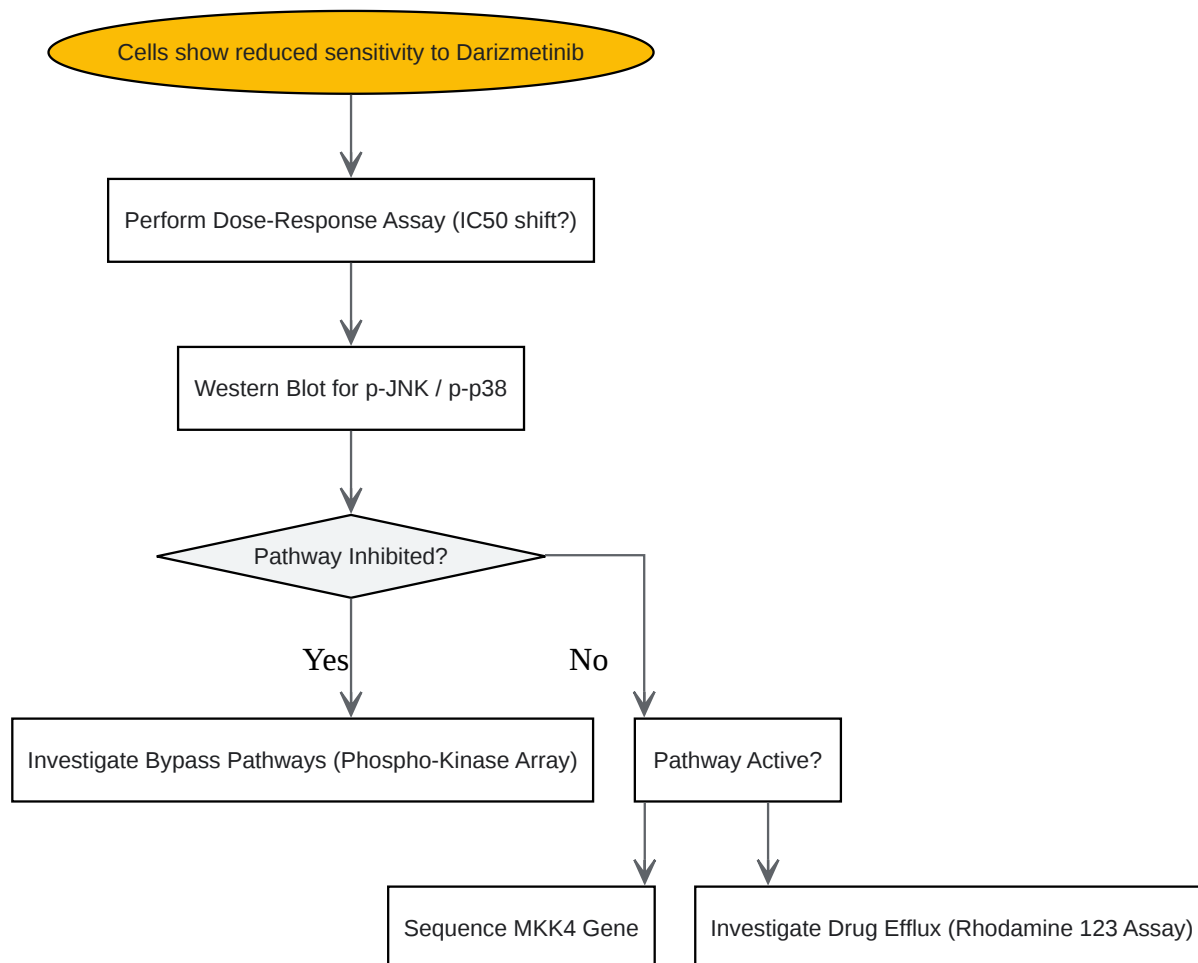 Cells show reduced sensitivity to Darizmetinib
Perform Dose-Response Assay (IC50 shift?)
Western Blot for p-JNK / p-p38
Pathway Inhibited?
Yes
No
Investigate Bypass Pathways (Phospho-Kinase Array)
Pathway Active?
Sequence MKK4 Gene
Investigate Drug Efflux (Rhodamine 123 Assay)